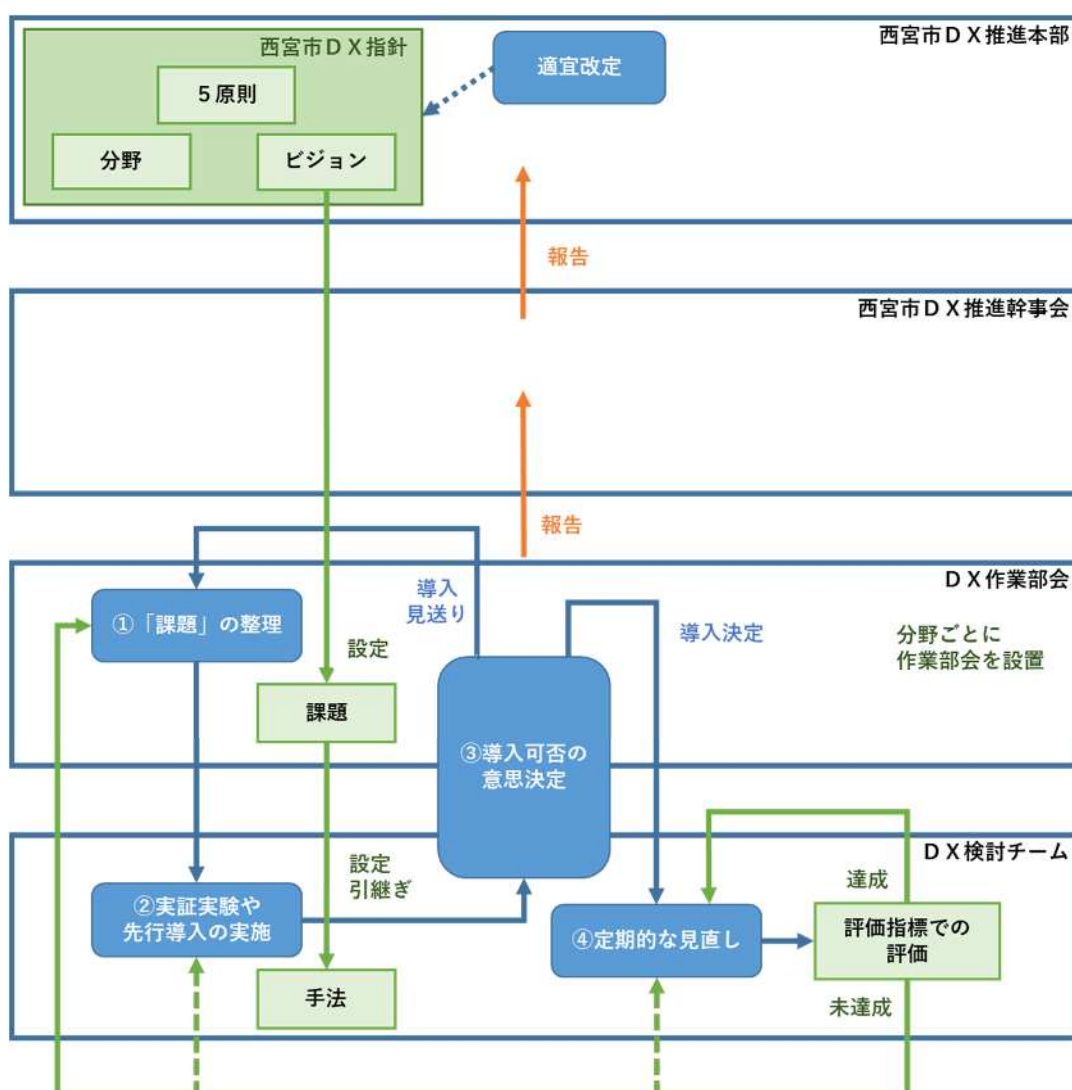 西宮市ＤＸ推進本部
西宮市ＤＸ指針
５原則
分野
ビジョン
適宜改定
報告
西宮市ＤＸ推進幹事会
報告
ＤＸ作業部会
導入
見送り
①「課題」の整理
設定
導入決定
分野ごとに
作業部会を設置
課題
③導入可否の
意思決定
ＤＸ検討チーム
設定
引継ぎ
達成
②実証実験や
先行導入の実施
④定期的な見直し
評価指標での
評価
手法
未達成